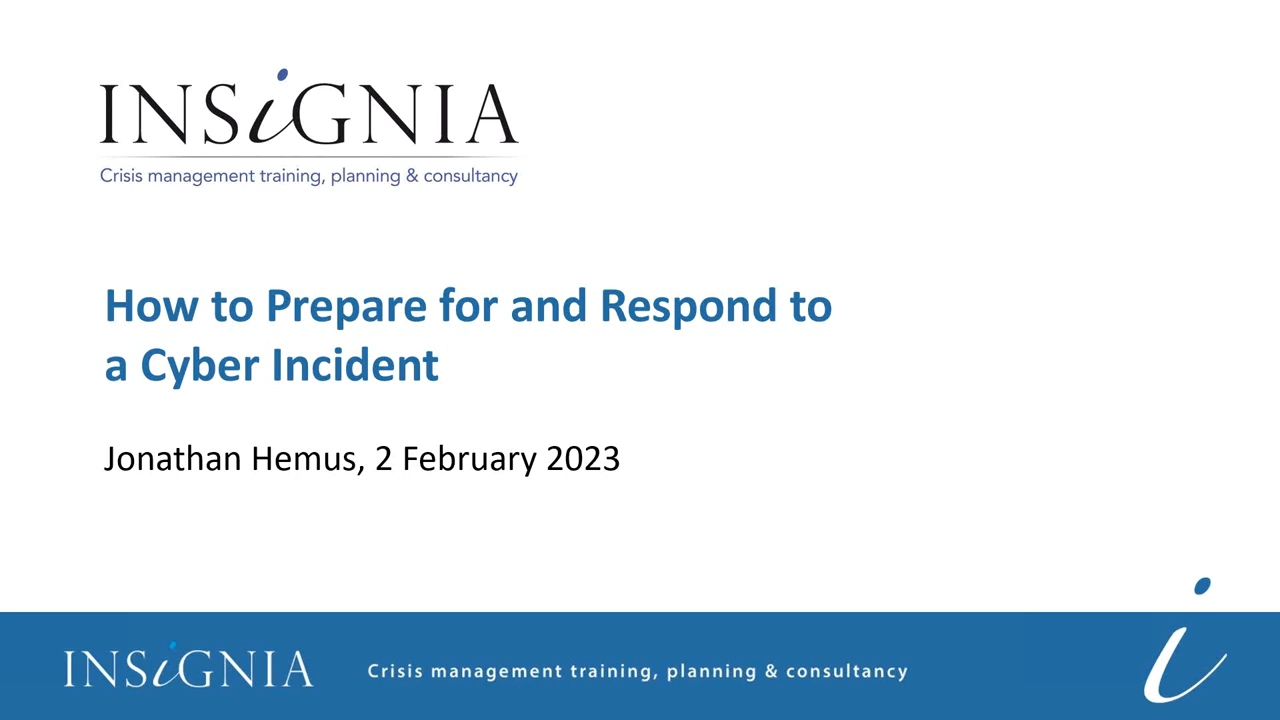 INSiGNIA
Crisis management training, planning & consultancy
How to Prepare for and Respond to
a Cyber Incident
Jonathan Hemus, 2 February 2023
INSiGNIA
Crisis management training, planning & consultancy
i